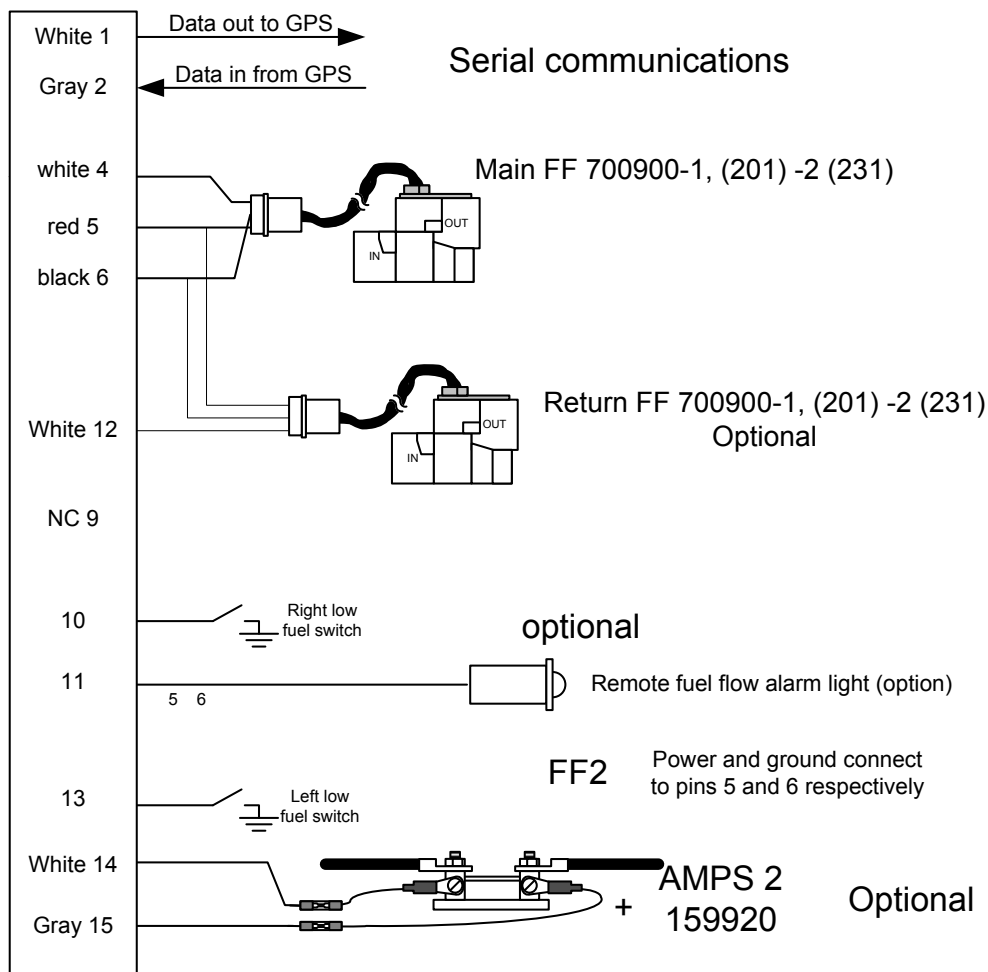 White 1
Data out to GPS
Serial communications
Gray 2
Data in from GPS
white 4
Main FF 700900-1, (201) -2 (231)
red 5
OUT
IN
black 6
Return FF 700900-1, (201) -2 (231)
Optional
White 12
OUT
IN
NC 9
10
Right low
fuel switch
optional
11
5 6
Remote fuel flow alarm light (option)
FF2
Power and ground connect
to pins 5 and 6 respectively
13
Left low
fuel switch
White 14
AMPS 2
159920
+
Optional
Gray 15